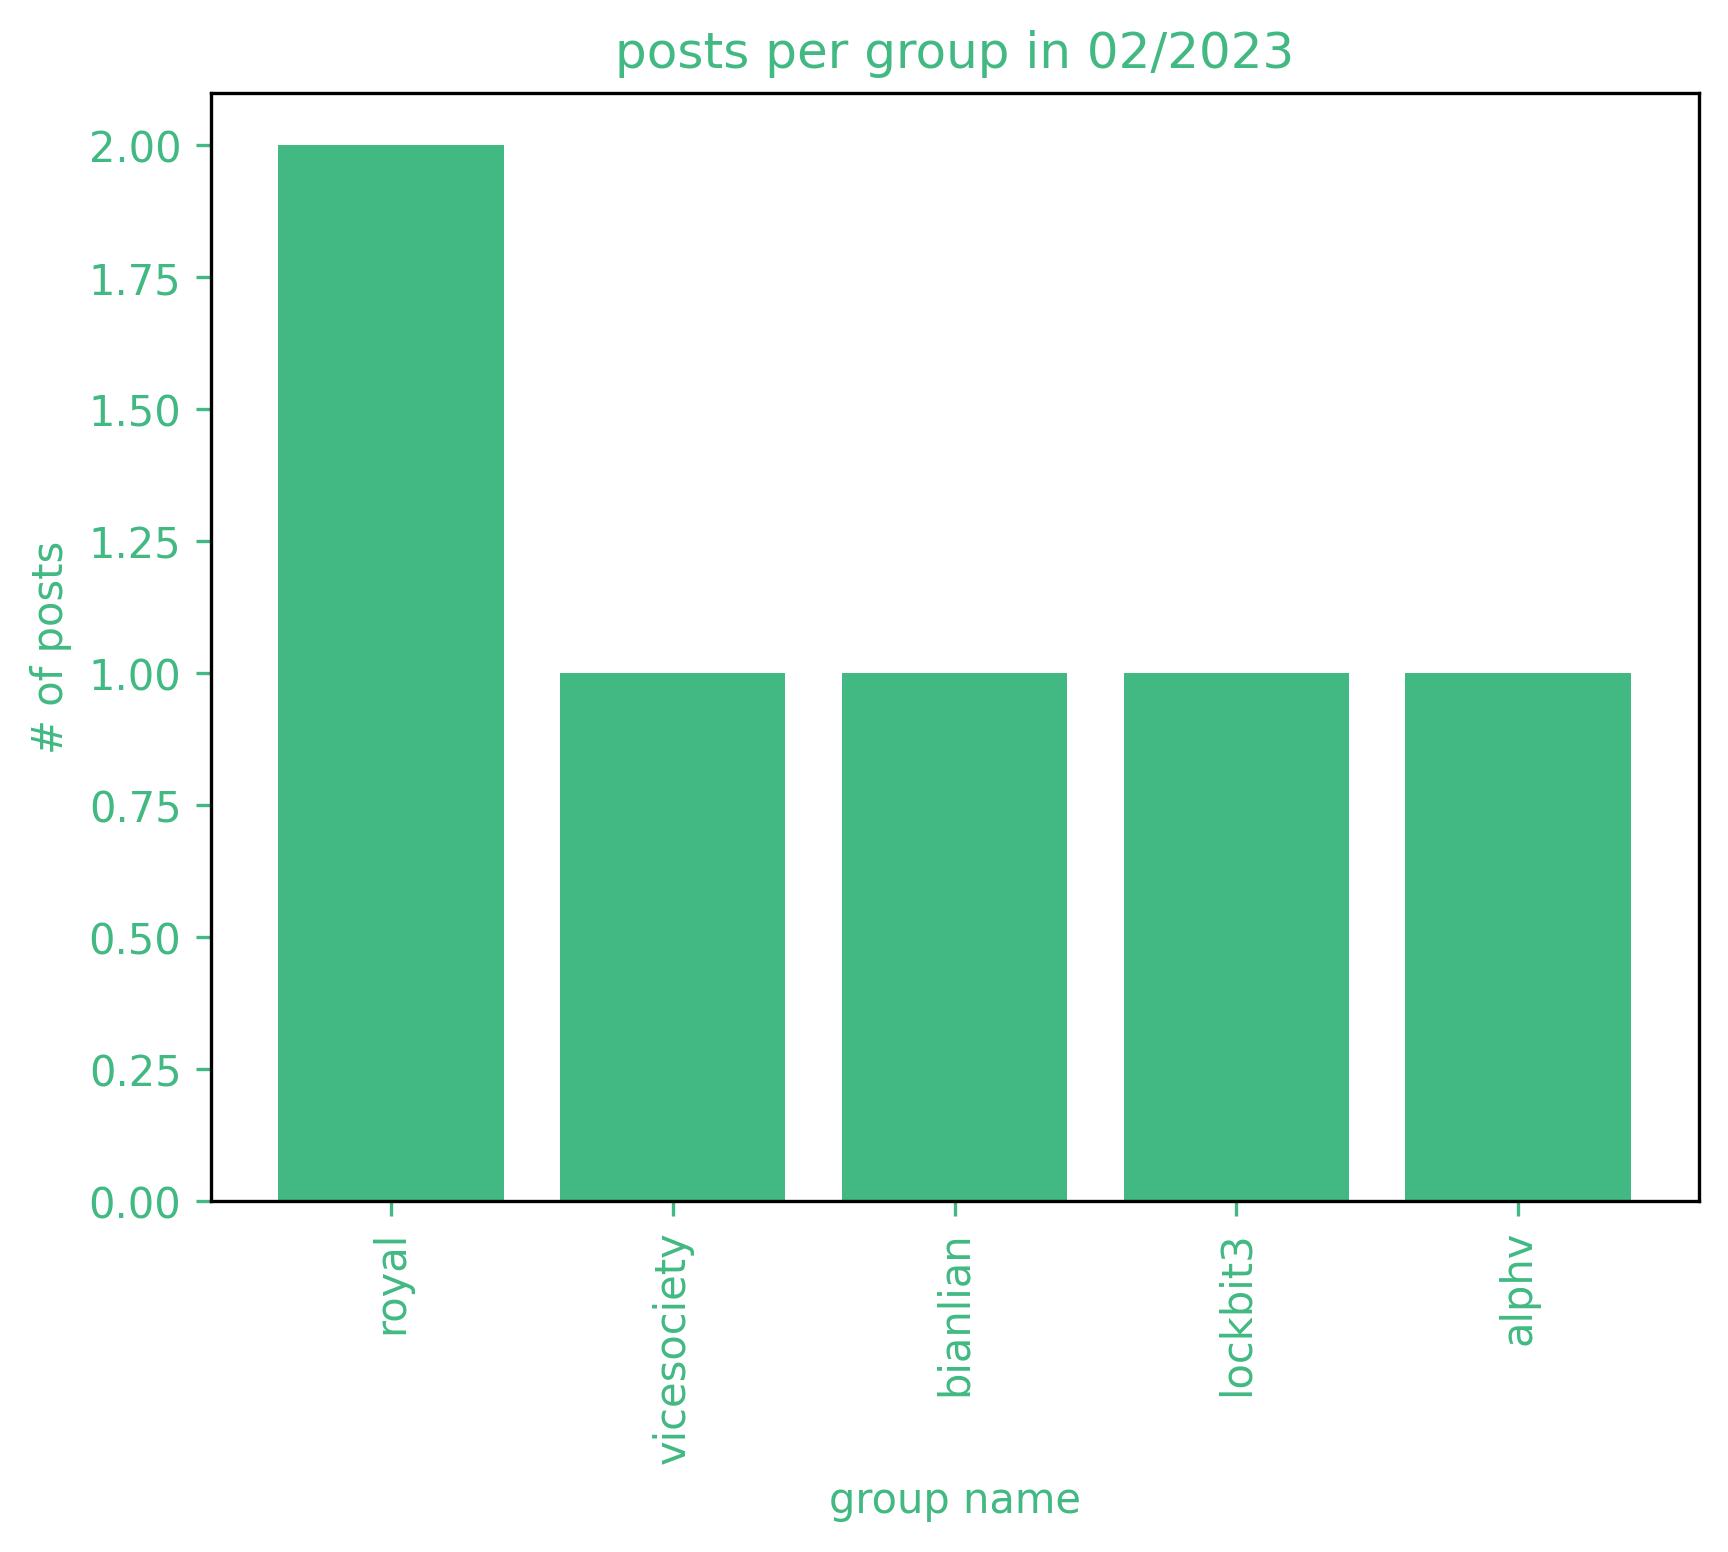 posts per group in 02/2023
2.00
1.75
1.50
1.25
1.00
0.75
0.50
0.25
0.00
# of posts
royal
vicesociety
bianlian
lockbit3
alphv
group name